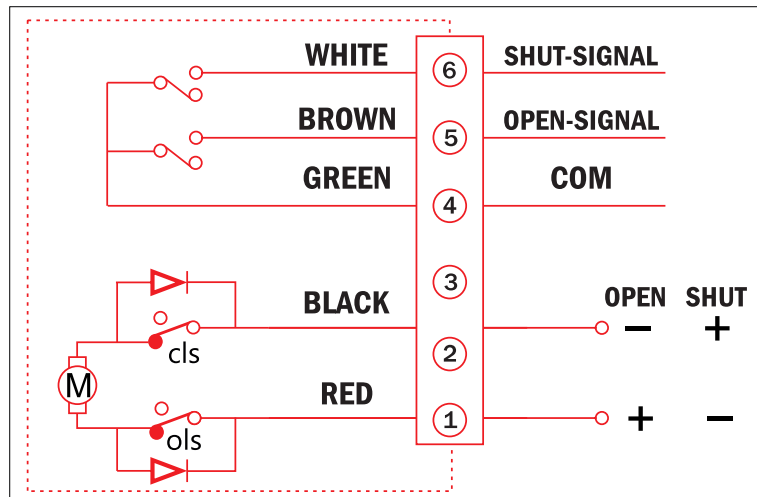 WHITE 6 SHUT-SIGNAL
BROWN 5 OPEN-SIGNAL
GREEN 4 COM
3
BLACK OPEN SHUT
− +
cls 2
M
RED 1 + −
ols